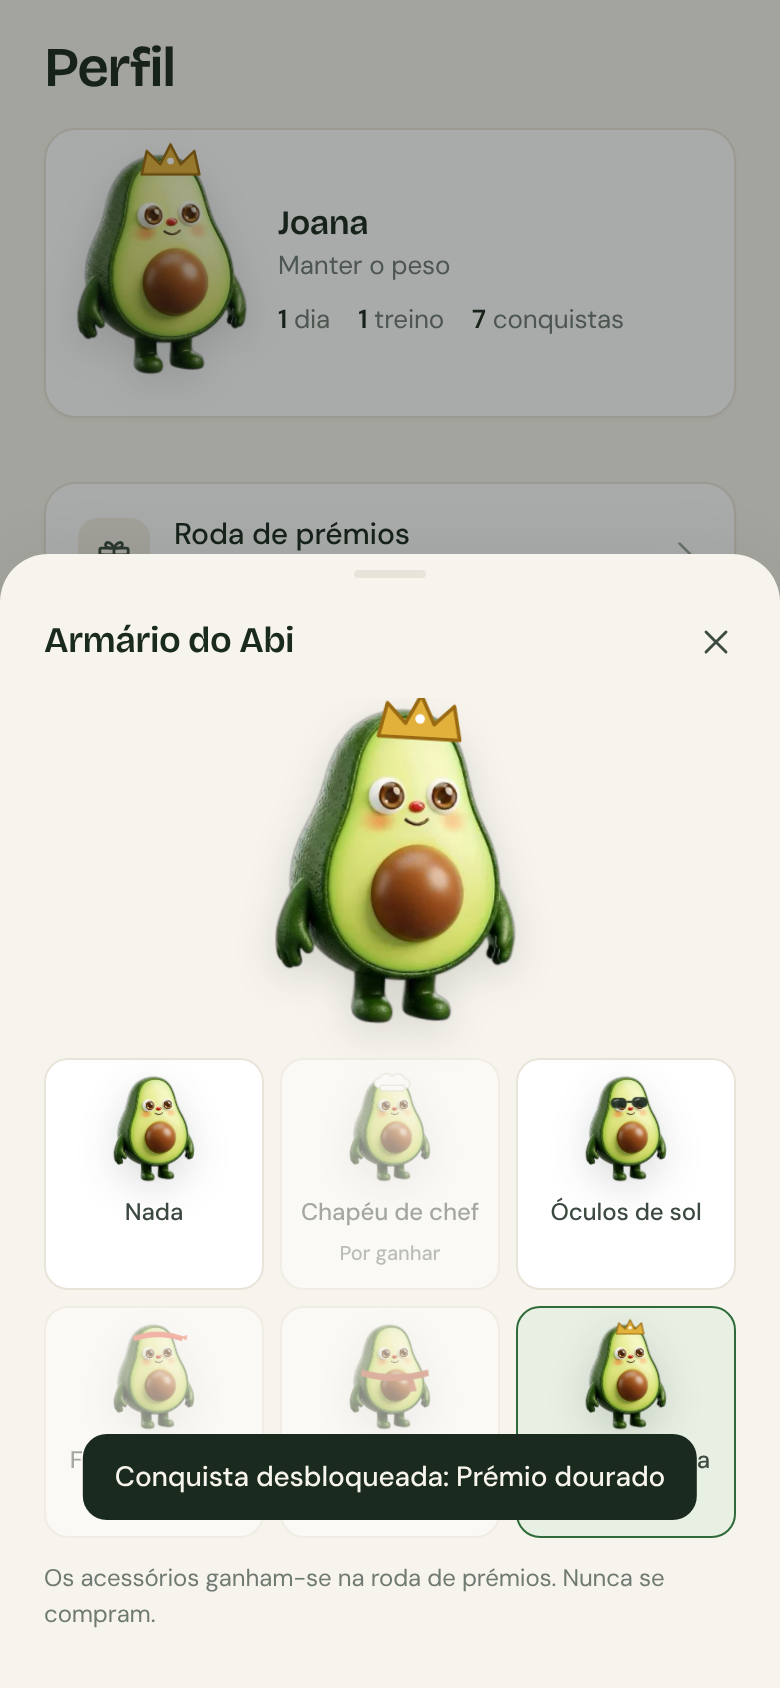 Perfil
Joana
Manter o peso
1 dia 1 treino 7 conquistas
Roda de prémios
Armário do Abi
Nada
Chapéu de chef
Por ganhar
Óculos de sol
Conquista desbloqueada: Prémio dourado
Os acessórios ganham-se na roda de prémios. Nunca se
compram.